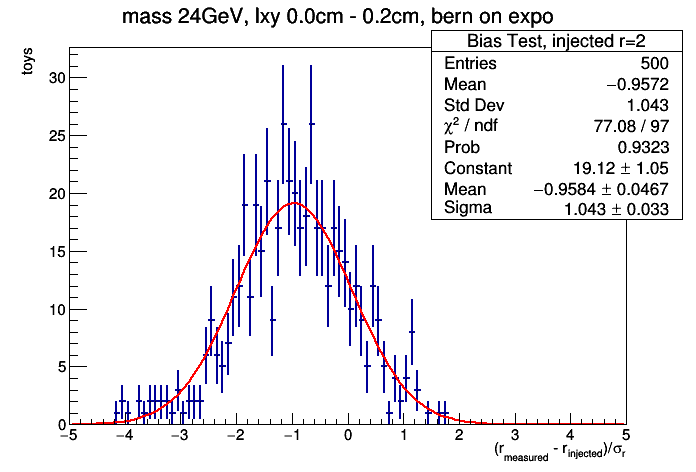 mass 24GeV, lxy 0.0cm - 0.2cm, bern on expo
Bias Test, injected r=2
Entries 500
Mean −0.9572
Std Dev 1.043
χ² / ndf 77.08 / 97
Prob 0.9323
Constant 19.12 ± 1.05
Mean −0.9584 ± 0.0467
Sigma 1.043 ± 0.033
toys
30
25
20
15
10
5
0
−5 −4 −3 −2 −1 0 1 2 3 4 5
(r_measured - r_injected)/σ_r